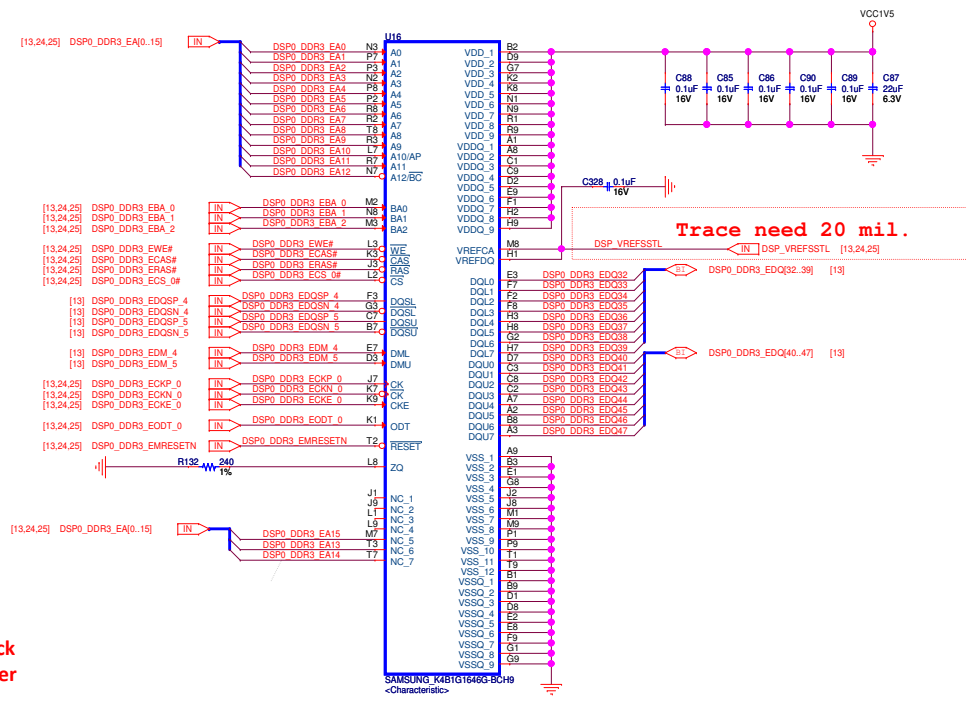 VCC1V5
U16
[13,24,25] DSP0_DDR3_EA[0..15] IN
DSP0_DDR3_EA0 N3 A0
DSP0_DDR3_EA1 P7 A1
DSP0_DDR3_EA2 P3 A2
DSP0_DDR3_EA3 N2 A3
DSP0_DDR3_EA4 P8 A4
DSP0_DDR3_EA5 P2 A5
DSP0_DDR3_EA6 R8 A6
DSP0_DDR3_EA7 R2 A7
DSP0_DDR3_EA8 T8 A8
DSP0_DDR3_EA9 R3 A9
DSP0_DDR3_EA10 L7 A10/AP
DSP0_DDR3_EA11 R7 A11
DSP0_DDR3_EA12 N7 A12/BC
[13,24,25] DSP0_DDR3_EBA_0 IN DSP0_DDR3_EBA_0 M2 BA0
[13,24,25] DSP0_DDR3_EBA_1 IN DSP0_DDR3_EBA_1 N8 BA1
[13,24,25] DSP0_DDR3_EBA_2 IN DSP0_DDR3_EBA_2 M3 BA2
[13,24,25] DSP0_DDR3_EWE# IN DSP0_DDR3_EWE# L3 WE
[13,24,25] DSP0_DDR3_ECAS# IN DSP0_DDR3_ECAS# K3 CAS
[13,24,25] DSP0_DDR3_ERAS# IN DSP0_DDR3_ERAS# J3 RAS
[13,24,25] DSP0_DDR3_ECS_0# IN DSP0_DDR3_ECS_0# L2 CS
[13] DSP0_DDR3_EDQSP_4 IN DSP0_DDR3_EDQSP_4 F3 DQSL
[13] DSP0_DDR3_EDQSN_4 IN DSP0_DDR3_EDQSN_4 G3 DQSL
[13] DSP0_DDR3_EDQSP_5 IN DSP0_DDR3_EDQSP_5 C7 DQSU
[13] DSP0_DDR3_EDQSN_5 IN DSP0_DDR3_EDQSN_5 B7 DQSU
[13] DSP0_DDR3_EDM_4 IN DSP0_DDR3_EDM_4 E7 DML
[13] DSP0_DDR3_EDM_5 IN DSP0_DDR3_EDM_5 D3 DMU
[13,24,25] DSP0_DDR3_ECKP_0 IN DSP0_DDR3_ECKP_0 J7 CK
[13,24,25] DSP0_DDR3_ECKN_0 IN DSP0_DDR3_ECKN_0 K7 CK
[13,24,25] DSP0_DDR3_ECKE_0 IN DSP0_DDR3_ECKE_0 K9 CKE
[13,24,25] DSP0_DDR3_EODT_0 IN DSP0_DDR3_EODT_0 K1 ODT
[13,24,25] DSP0_DDR3_EMRESETN IN DSP0_DDR3_EMRESETN T2 RESET
R132 240 L8 ZQ
1%
J1 NC_1
J9 NC_2
L1 NC_3
L9 NC_4
[13,24,25] DSP0_DDR3_EA[0..15] IN
DSP0_DDR3_EA15 M7 NC_5
DSP0_DDR3_EA13 T3 NC_6
DSP0_DDR3_EA14 T7 NC_7
VDD_1 B2
VDD_2 D9
VDD_3 G7
VDD_4 K2
VDD_5 K8
VDD_6 N1
VDD_7 N9
VDD_8 R1
VDD_9 R9
VDDQ_1 A1
VDDQ_2 A8
VDDQ_3 C1
VDDQ_4 C9
VDDQ_5 D2
VDDQ_6 E9
VDDQ_7 F1
VDDQ_8 H2
VDDQ_9 H9
C88 C85 C86 C90 C89 C87
0.1uF 0.1uF 0.1uF 0.1uF 0.1uF 22uF
16V 16V 16V 16V 16V 6.3V
C328 0.1uF
16V
Trace need 20 mil.
VREFCA M8 DSP_VREFSSTL IN DSP_VREFSSTL [13,24,25]
VREFDQ H1
BI DSP0_DDR3_EDQ[32..39] [13]
DQL0 E3 DSP0_DDR3_EDQ32
DQL1 F7 DSP0_DDR3_EDQ33
DQL2 F2 DSP0_DDR3_EDQ34
DQL3 F8 DSP0_DDR3_EDQ35
DQL4 H3 DSP0_DDR3_EDQ36
DQL5 H8 DSP0_DDR3_EDQ37
DQL6 G2 DSP0_DDR3_EDQ38
DQL7 H7 DSP0_DDR3_EDQ39
BI DSP0_DDR3_EDQ[40..47] [13]
DQU0 D7 DSP0_DDR3_EDQ40
DQU1 C3 DSP0_DDR3_EDQ41
DQU2 C8 DSP0_DDR3_EDQ42
DQU3 C2 DSP0_DDR3_EDQ43
DQU4 A7 DSP0_DDR3_EDQ44
DQU5 A2 DSP0_DDR3_EDQ45
DQU6 B8 DSP0_DDR3_EDQ46
DQU7 A3 DSP0_DDR3_EDQ47
VSS_1 A9
VSS_2 B3
VSS_3 E1
VSS_4 G8
VSS_5 J2
VSS_6 J8
VSS_7 M1
VSS_8 M9
VSS_9 P1
VSS_10 P9
VSS_11 T1
VSS_12 T9
VSSQ_1 B1
VSSQ_2 B9
VSSQ_3 D1
VSSQ_4 D8
VSSQ_5 E2
VSSQ_6 E8
VSSQ_7 F9
VSSQ_8 G1
VSSQ_9 G9
SAMSUNG_K4B1G1646G-BCH9
<Characteristic>
ck
er